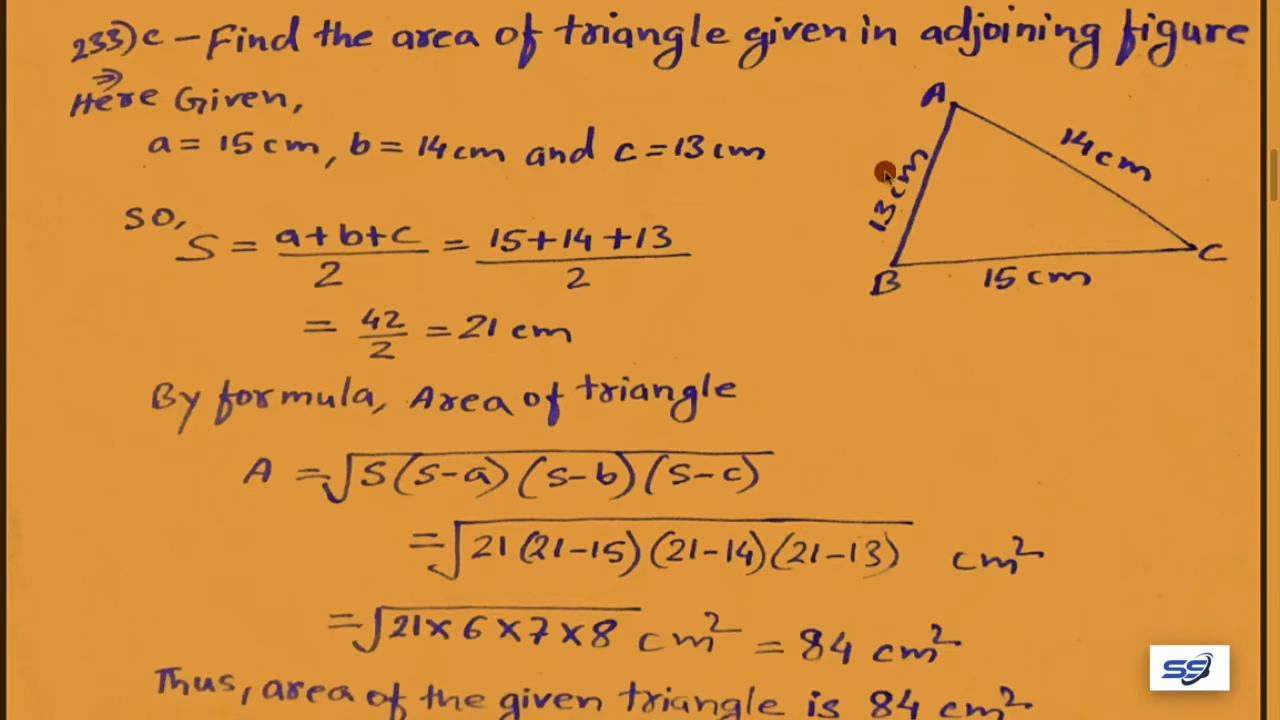 233) c - Find the area of triangle given in adjoining figure
⇒
Here Given,
a = 15 cm, b = 14 cm and c = 13 cm
A
14 cm
13 cm
B
15 cm
C
so,
S = a+b+c / 2 = 15+14+13 / 2
= 42/2 = 21 cm
By formula, Area of triangle
A = √S(S-a)(S-b)(S-c)
= √21(21-15)(21-14)(21-13) cm²
= √21×6×7×8 cm² = 84 cm²
Thus, area of the given triangle is 84 cm²
SS